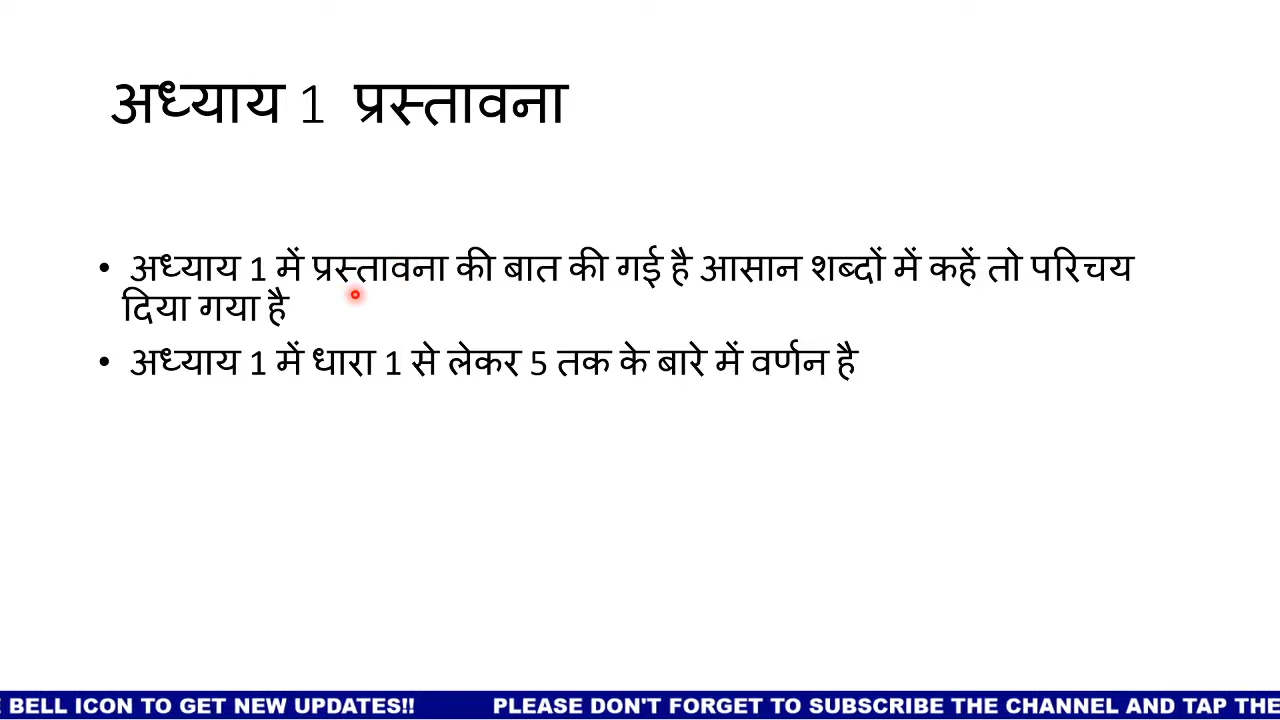 अध्याय 1 प्रस्तावना
• अध्याय 1 में प्रस्तावना की बात की गई है आसान शब्दों में कहें तो परिचय
दिया गया है
• अध्याय 1 में धारा 1 से लेकर 5 तक के बारे में वर्णन है
BELL ICON TO GET NEW UPDATES!! PLEASE DON'T FORGET TO SUBSCRIBE THE CHANNEL AND TAP THE